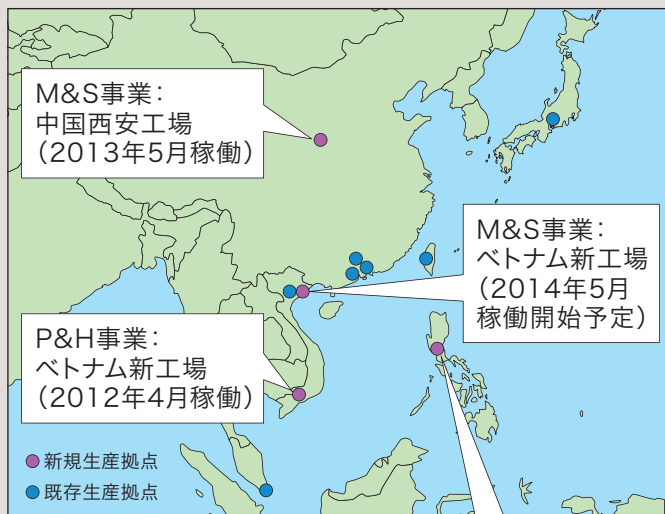 M&S事業：
中国西安工場
（2013年5月稼働）
M&S事業：
ベトナム新工場
（2014年5月
稼働開始予定）
P&H事業：
ベトナム新工場
（2012年4月稼働）
新規生産拠点
既存生産拠点